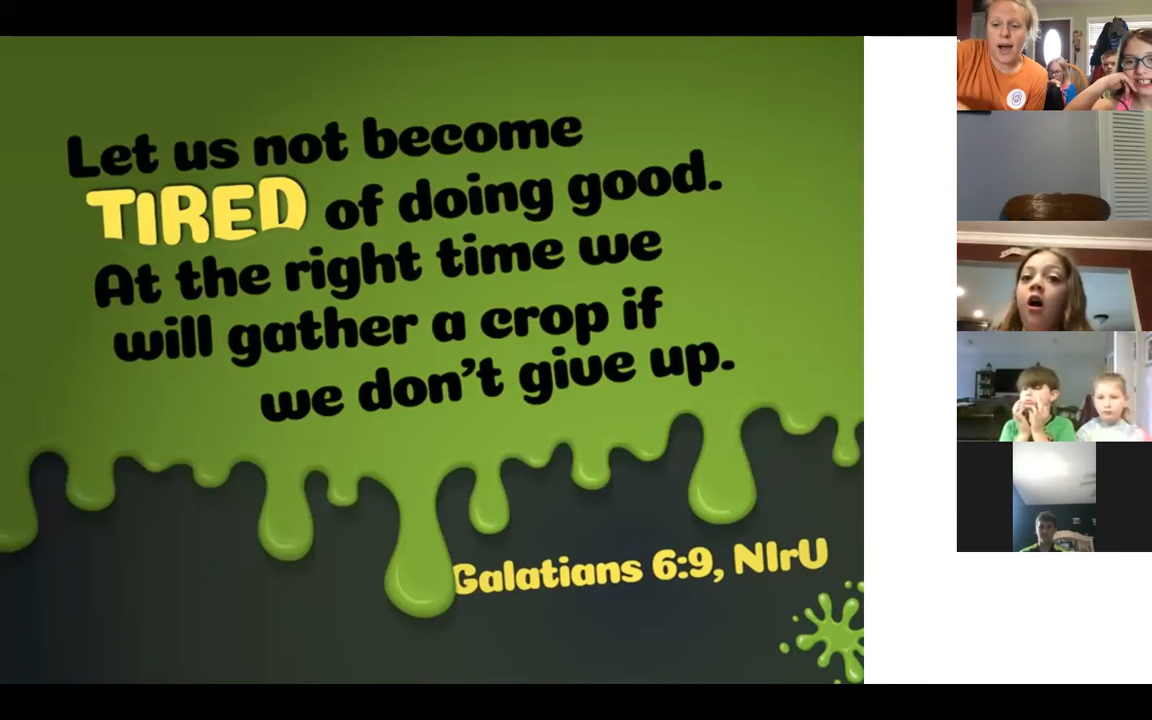 Let us not become
TIRED of doing good.
At the right time we
will gather a crop if
we don't give up.
Galatians 6:9, NIrU